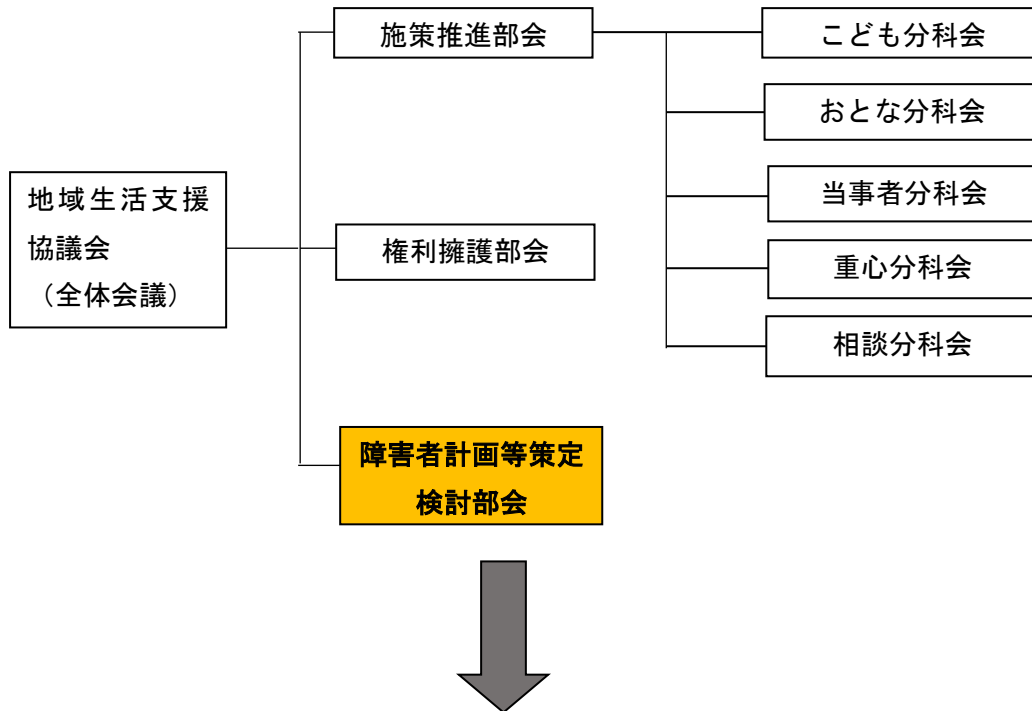 施策推進部会
こども分科会
おとな分科会
地域生活支援
協議会
（全体会議）
当事者分科会
権利擁護部会
重心分科会
相談分科会
障害者計画等策定
検討部会